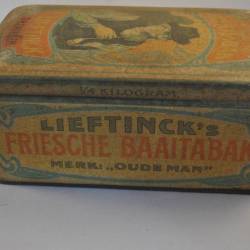 ¼ KILOGRAM
LIEFTINCK's
FRIESCHE BAAITABAK
MERK: „OUDE MAN"